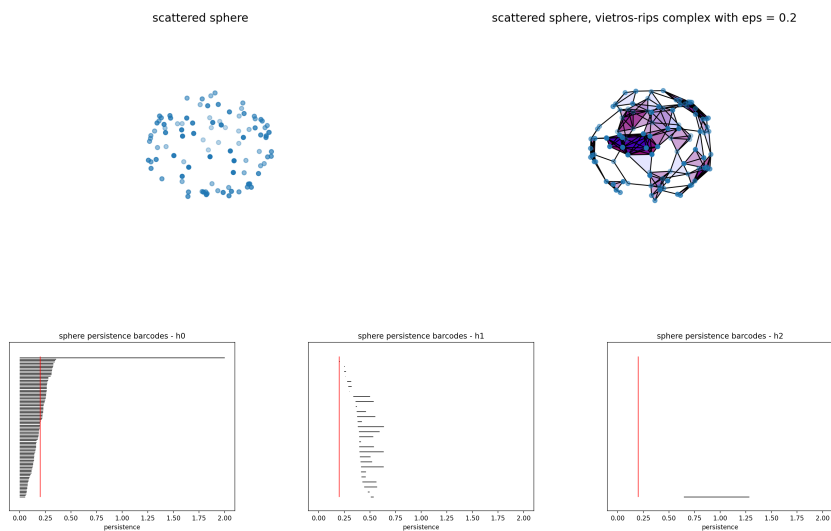 scattered sphere
scattered sphere, vietros-rips complex with eps = 0.2
sphere persistence barcodes - h0
0.00 0.25 0.50 0.75 1.00 1.25 1.50 1.75 2.00
persistence
sphere persistence barcodes - h1
0.00 0.25 0.50 0.75 1.00 1.25 1.50 1.75 2.00
persistence
sphere persistence barcodes - h2
0.00 0.25 0.50 0.75 1.00 1.25 1.50 1.75 2.00
persistence